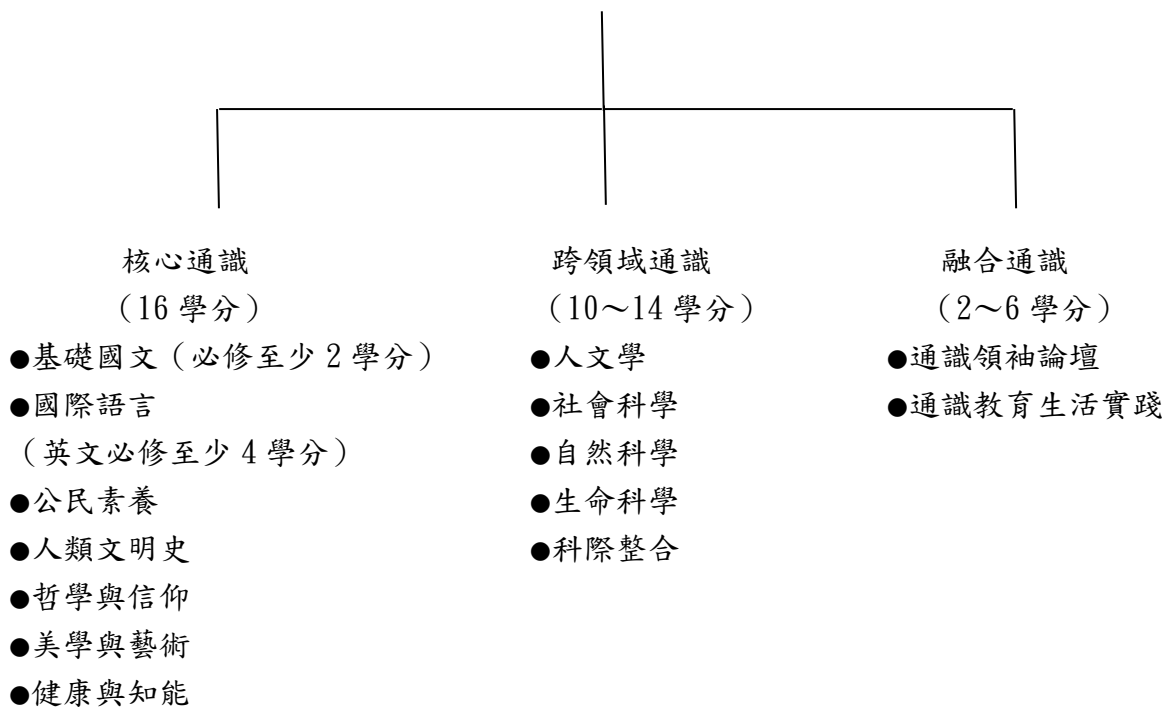 核心通識
（16 學分）
●基礎國文（必修至少 2 學分）
●國際語言
（英文必修至少 4 學分）
●公民素養
●人類文明史
●哲學與信仰
●美學與藝術
●健康與知能
跨領域通識
（10～14 學分）
●人文學
●社會科學
●自然科學
●生命科學
●科際整合
融合通識
（2～6 學分）
●通識領袖論壇
●通識教育生活實踐